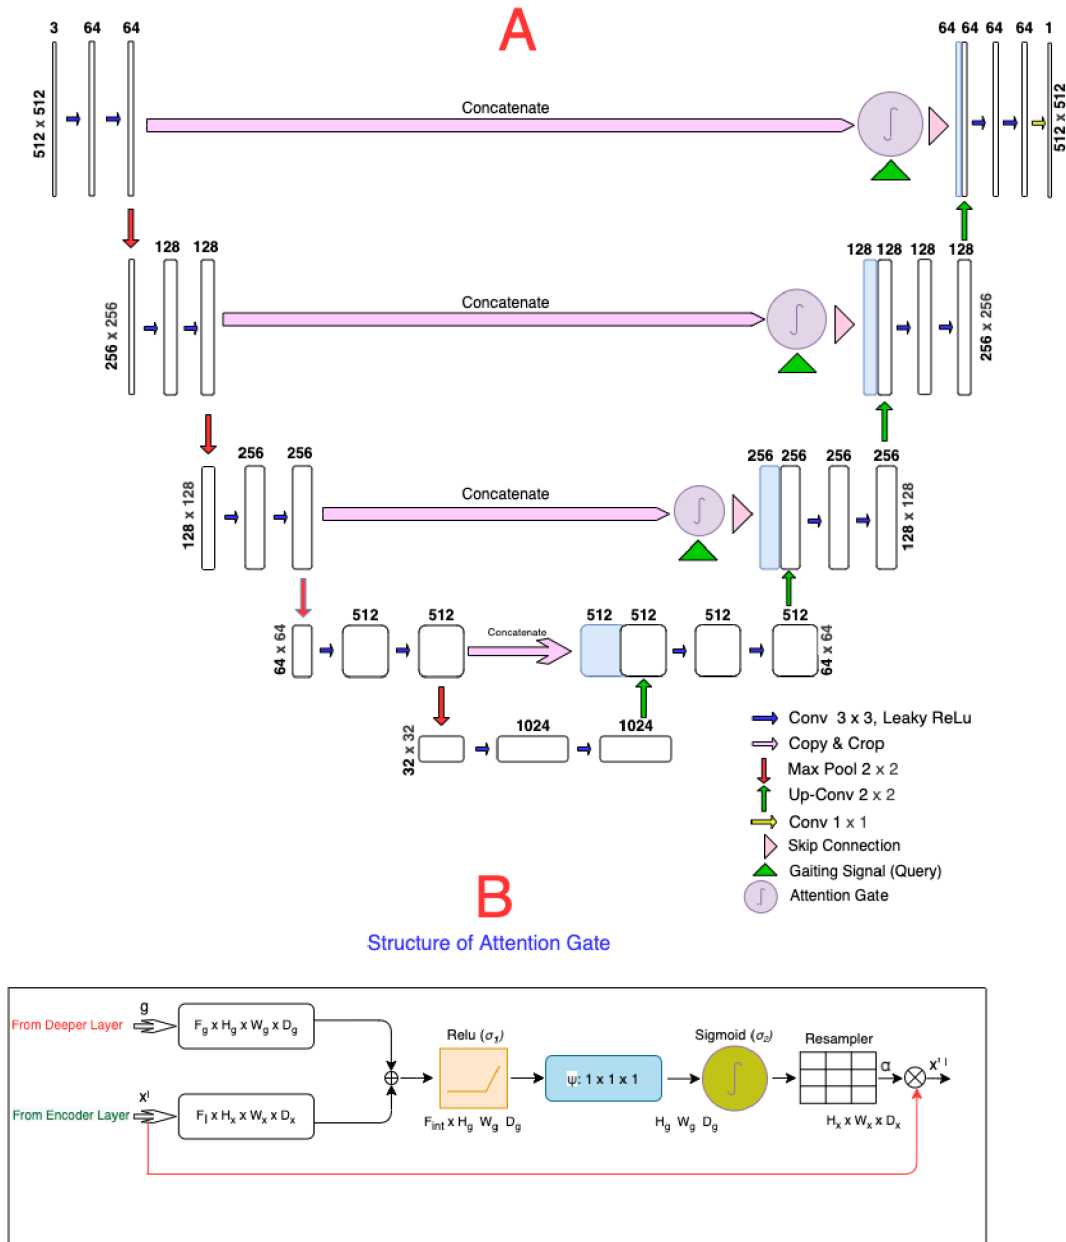 A
3 64 64
64 64 64 64 1
512 x 512
Concatenate
512 x 512
128 128
128 128 128 128
256 x 256
Concatenate
256 x 256
256 256
256 256 256 256
128 x 128
Concatenate
128 x 128
512 512
512 512 512 512
64 x 64
Concatenate
64 x 64
1024 1024
32 x 32
Conv 3 x 3, Leaky ReLu
Copy & Crop
Max Pool 2 x 2
Up-Conv 2 x 2
Conv 1 x 1
Skip Connection
Gaiting Signal (Query)
Attention Gate
B
Structure of Attention Gate
g
From Deeper Layer
Fg x Hg x Wg x Dg
xˡ
From Encoder Layer
Fl x Hx x Wx x Dx
Relu (σ1)
Fint x Hg Wg Dg
ψ: 1 x 1 x 1
Sigmoid (σ2)
Hg Wg Dg
Resampler
α
Hx x Wx x Dx
x'ˡ